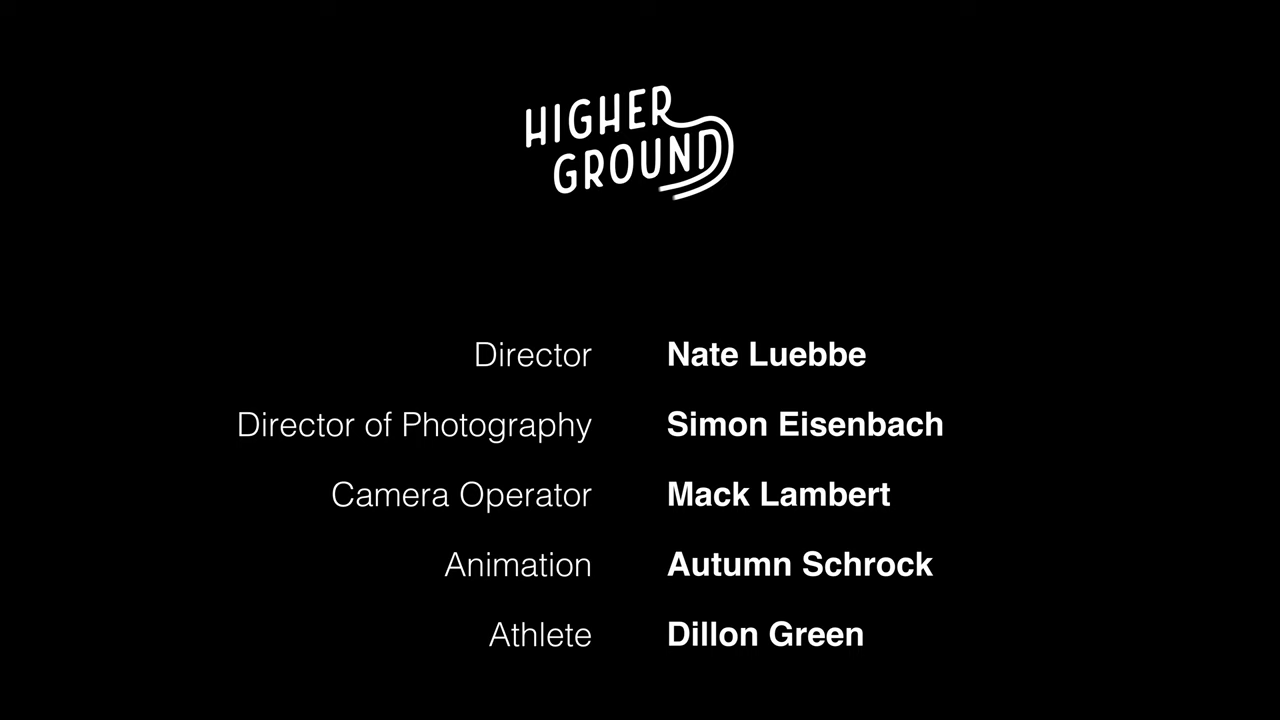 HIGHER
GROUND
Director Nate Luebbe
Director of Photography Simon Eisenbach
Camera Operator Mack Lambert
Animation Autumn Schrock
Athlete Dillon Green